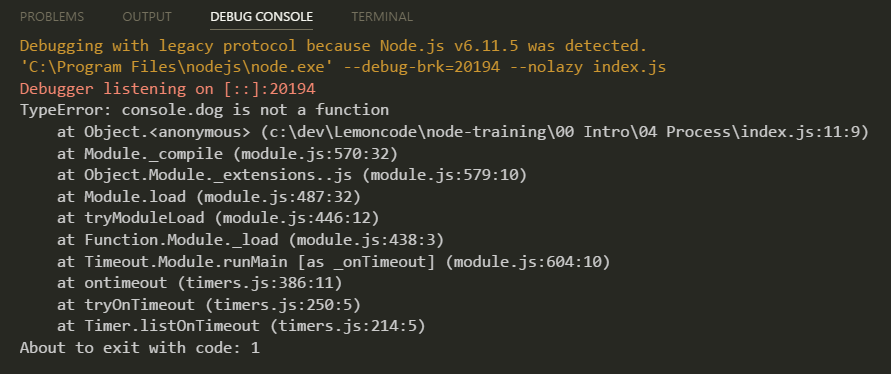 PROBLEMS OUTPUT DEBUG CONSOLE TERMINAL
Debugging with legacy protocol because Node.js v6.11.5 was detected.
'C:\Program Files\nodejs\node.exe' --debug-brk=20194 --nolazy index.js
Debugger listening on [::]:20194
TypeError: console.dog is not a function
    at Object.<anonymous> (c:\dev\Lemoncode\node-training\00 Intro\04 Process\index.js:11:9)
    at Module._compile (module.js:570:32)
    at Object.Module._extensions..js (module.js:579:10)
    at Module.load (module.js:487:32)
    at tryModuleLoad (module.js:446:12)
    at Function.Module._load (module.js:438:3)
    at Timeout.Module.runMain [as _onTimeout] (module.js:604:10)
    at ontimeout (timers.js:386:11)
    at tryOnTimeout (timers.js:250:5)
    at Timer.listOnTimeout (timers.js:214:5)
About to exit with code: 1